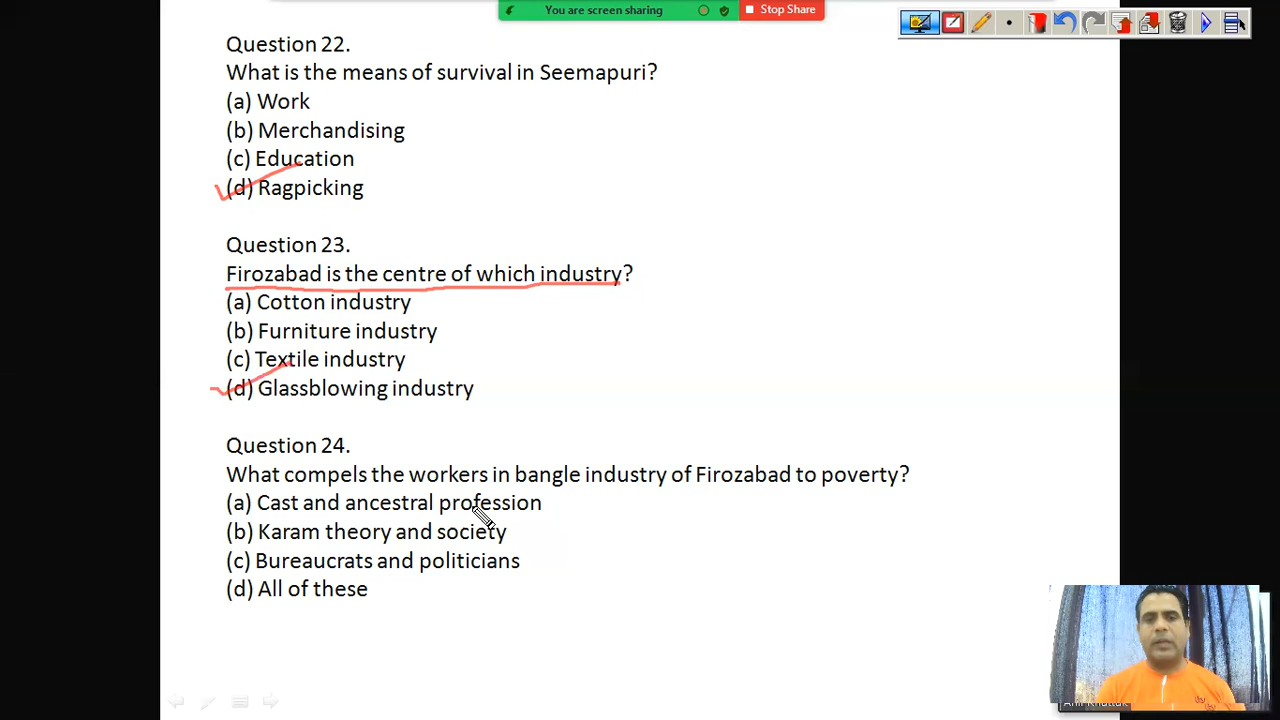 You are screen sharing
Stop Share
Question 22.
What is the means of survival in Seemapuri?
(a) Work
(b) Merchandising
(c) Education
(d) Ragpicking
Question 23.
Firozabad is the centre of which industry?
(a) Cotton industry
(b) Furniture industry
(c) Textile industry
(d) Glassblowing industry
Question 24.
What compels the workers in bangle industry of Firozabad to poverty?
(a) Cast and ancestral profession
(b) Karam theory and society
(c) Bureaucrats and politicians
(d) All of these